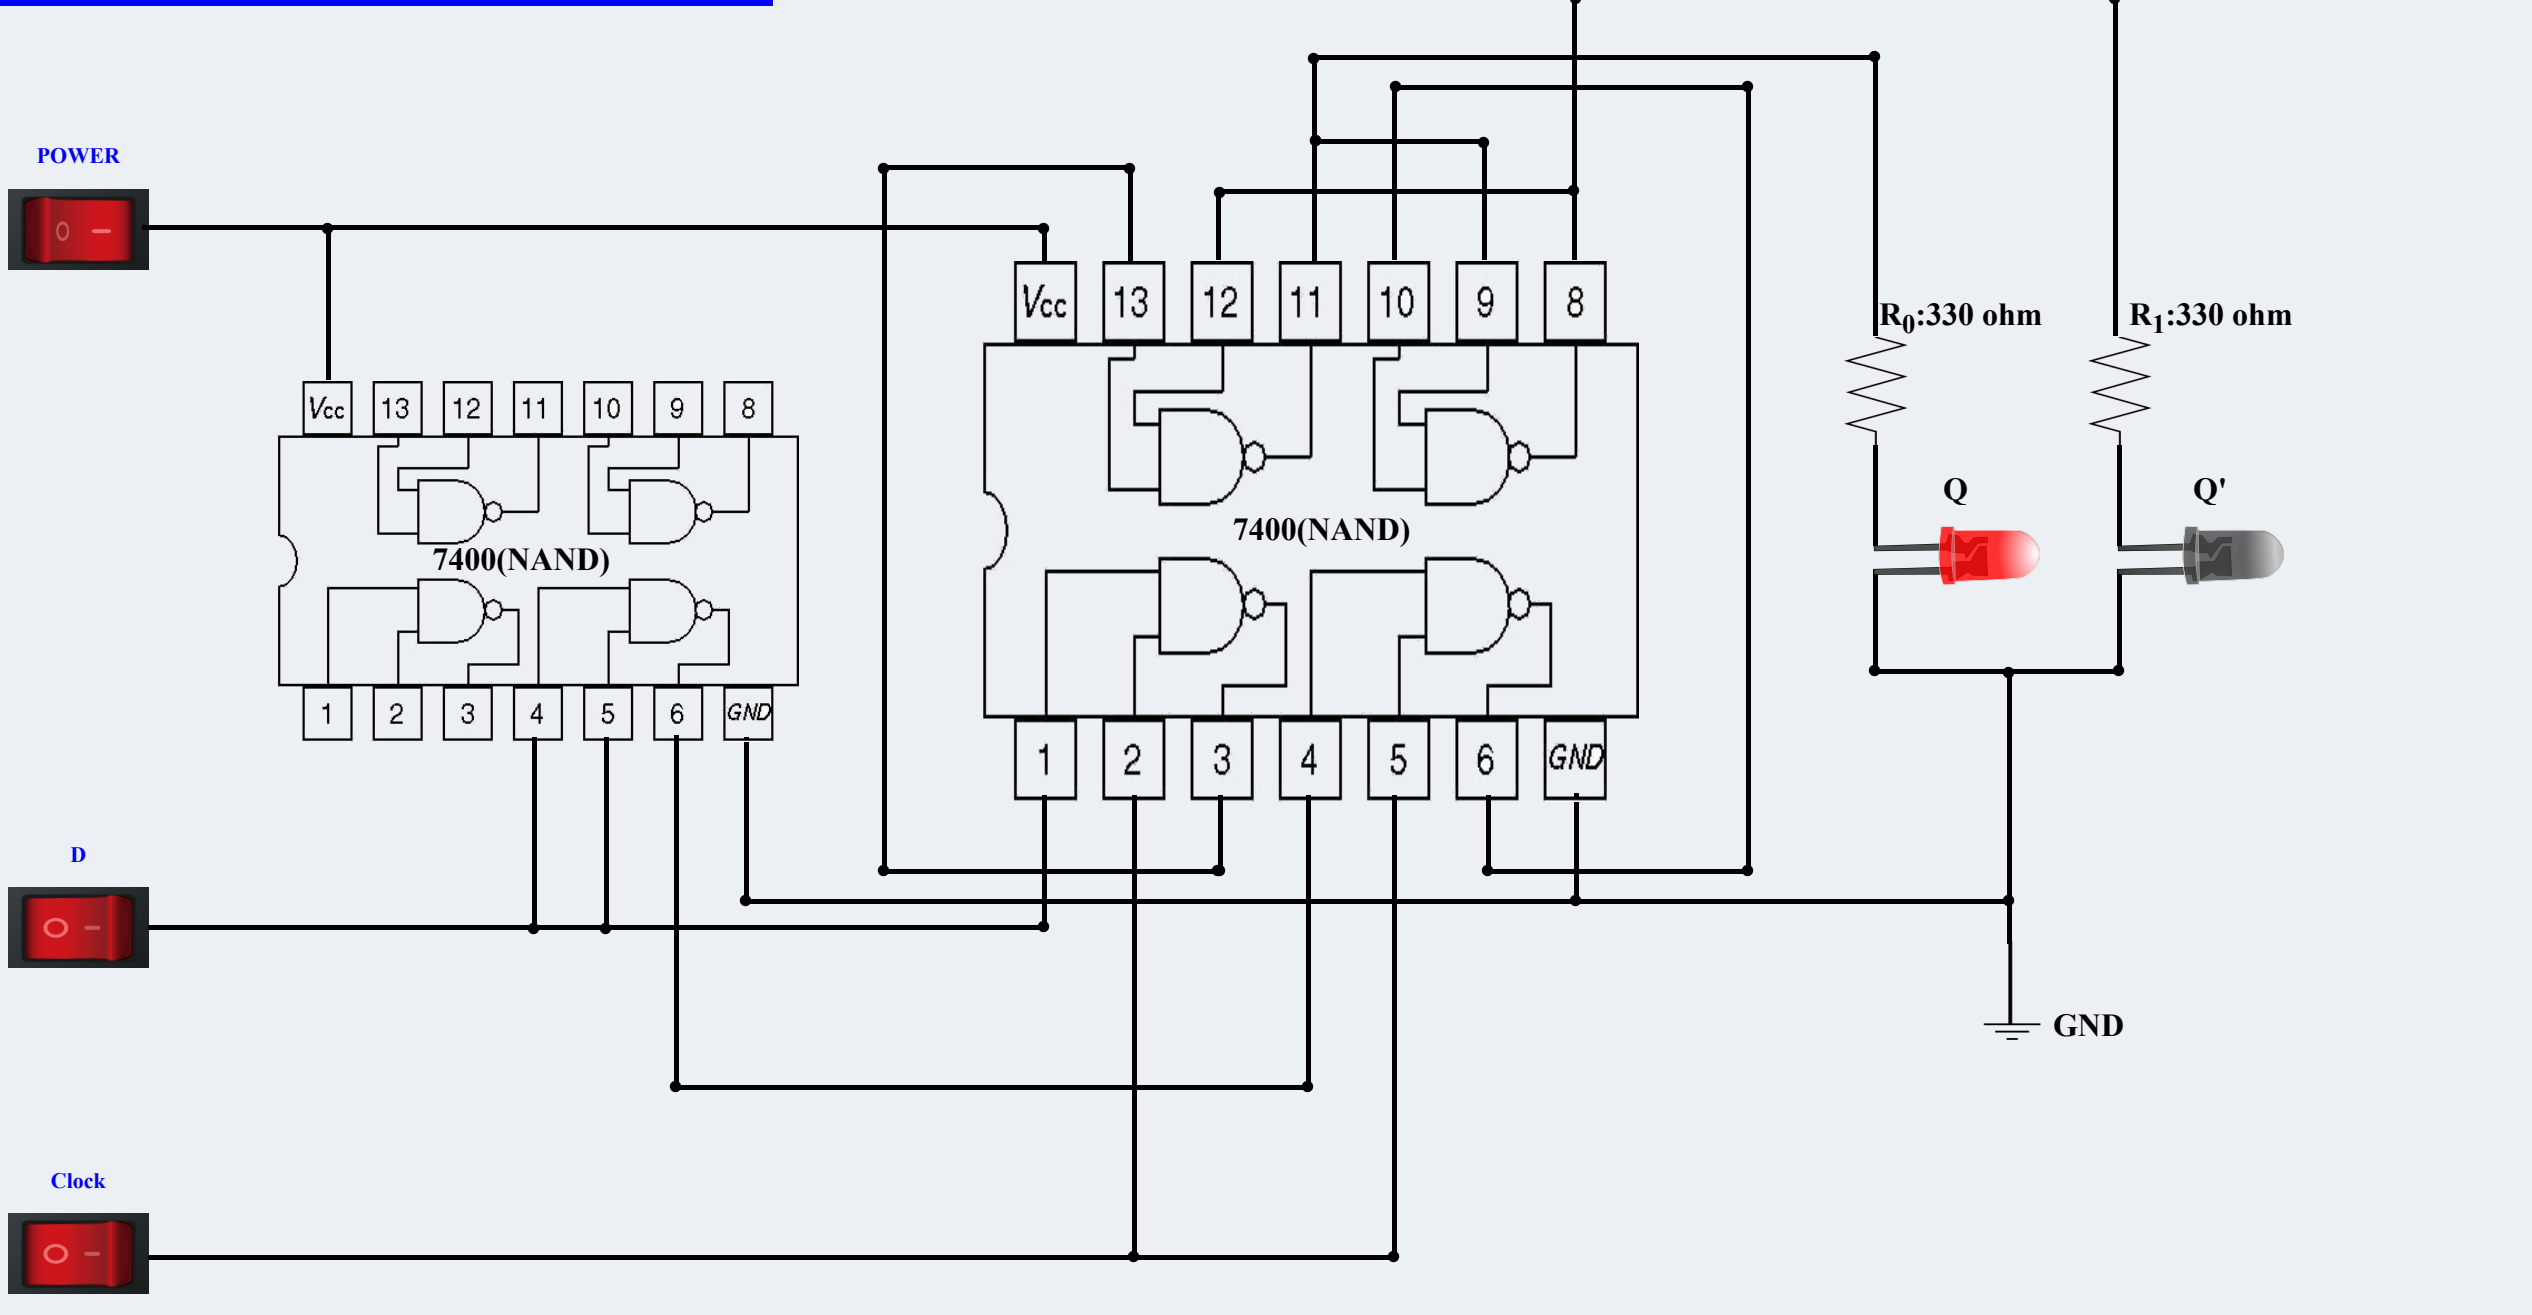 POWER
O —
Vcc 13 12 11 10 9 8
R0:330 ohm
R1:330 ohm
Vcc 13 12 11 10 9 8
Q
Q'
7400(NAND)
7400(NAND)
1 2 3 4 5 6 GND
1 2 3 4 5 6 GND
D
O —
GND
Clock
O —